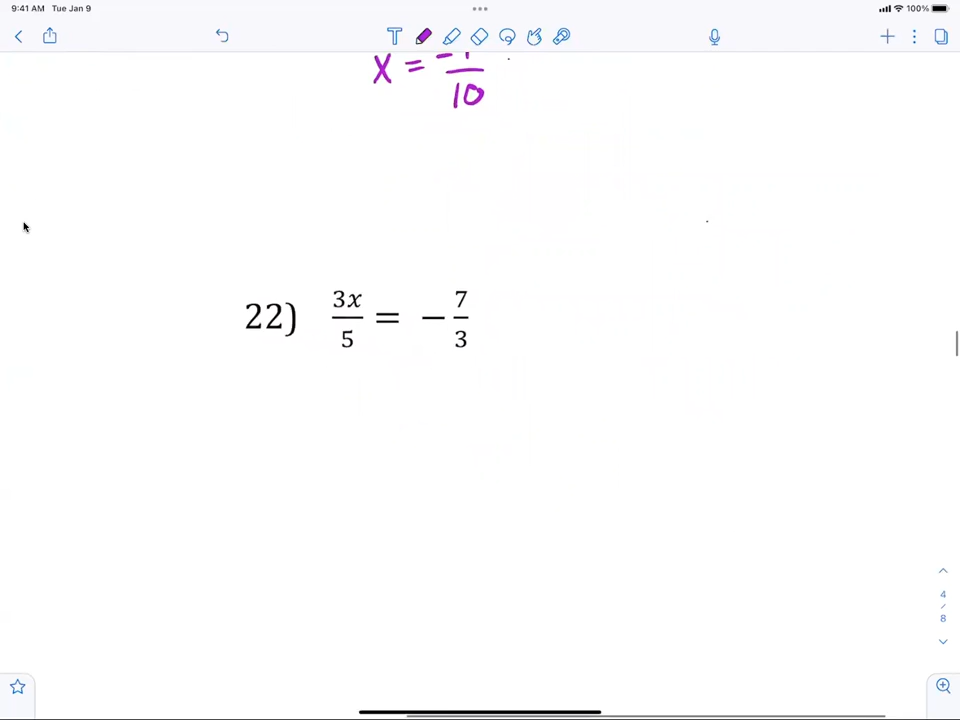 9:41 AM Tue Jan 9
100%
x =
10
22) 3x/5 = − 7/3
4
/
8